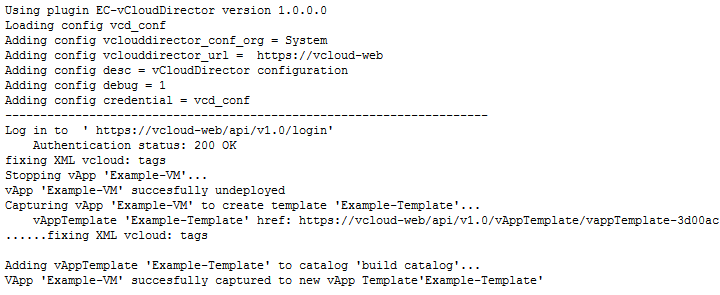 Using plugin EC-vCloudDirector version 1.0.0.0
Loading config vcd_conf
Adding config vclouddirector_conf_org = System
Adding config vclouddirector_url =  https://vcloud-web
Adding config desc = vCloudDirector configuration
Adding config debug = 1
Adding config credential = vcd_conf
---------------------------------------------------------------------
Log in to  ' https://vcloud-web/api/v1.0/login'
    Authentication status: 200 OK
fixing XML vcloud: tags
Stopping vApp 'Example-VM'...
vApp 'Example-VM' succesfully undeployed
Capturing vApp 'Example-VM' to create template 'Example-Template'...
    vAppTemplate 'Example-Template' href: https://vcloud-web/api/v1.0/vAppTemplate/vappTemplate-3d00ac
......fixing XML vcloud: tags
Adding vAppTemplate 'Example-Template' to catalog 'build catalog'...
VApp 'Example-VM' succesfully captured to new vApp Template'Example-Template'